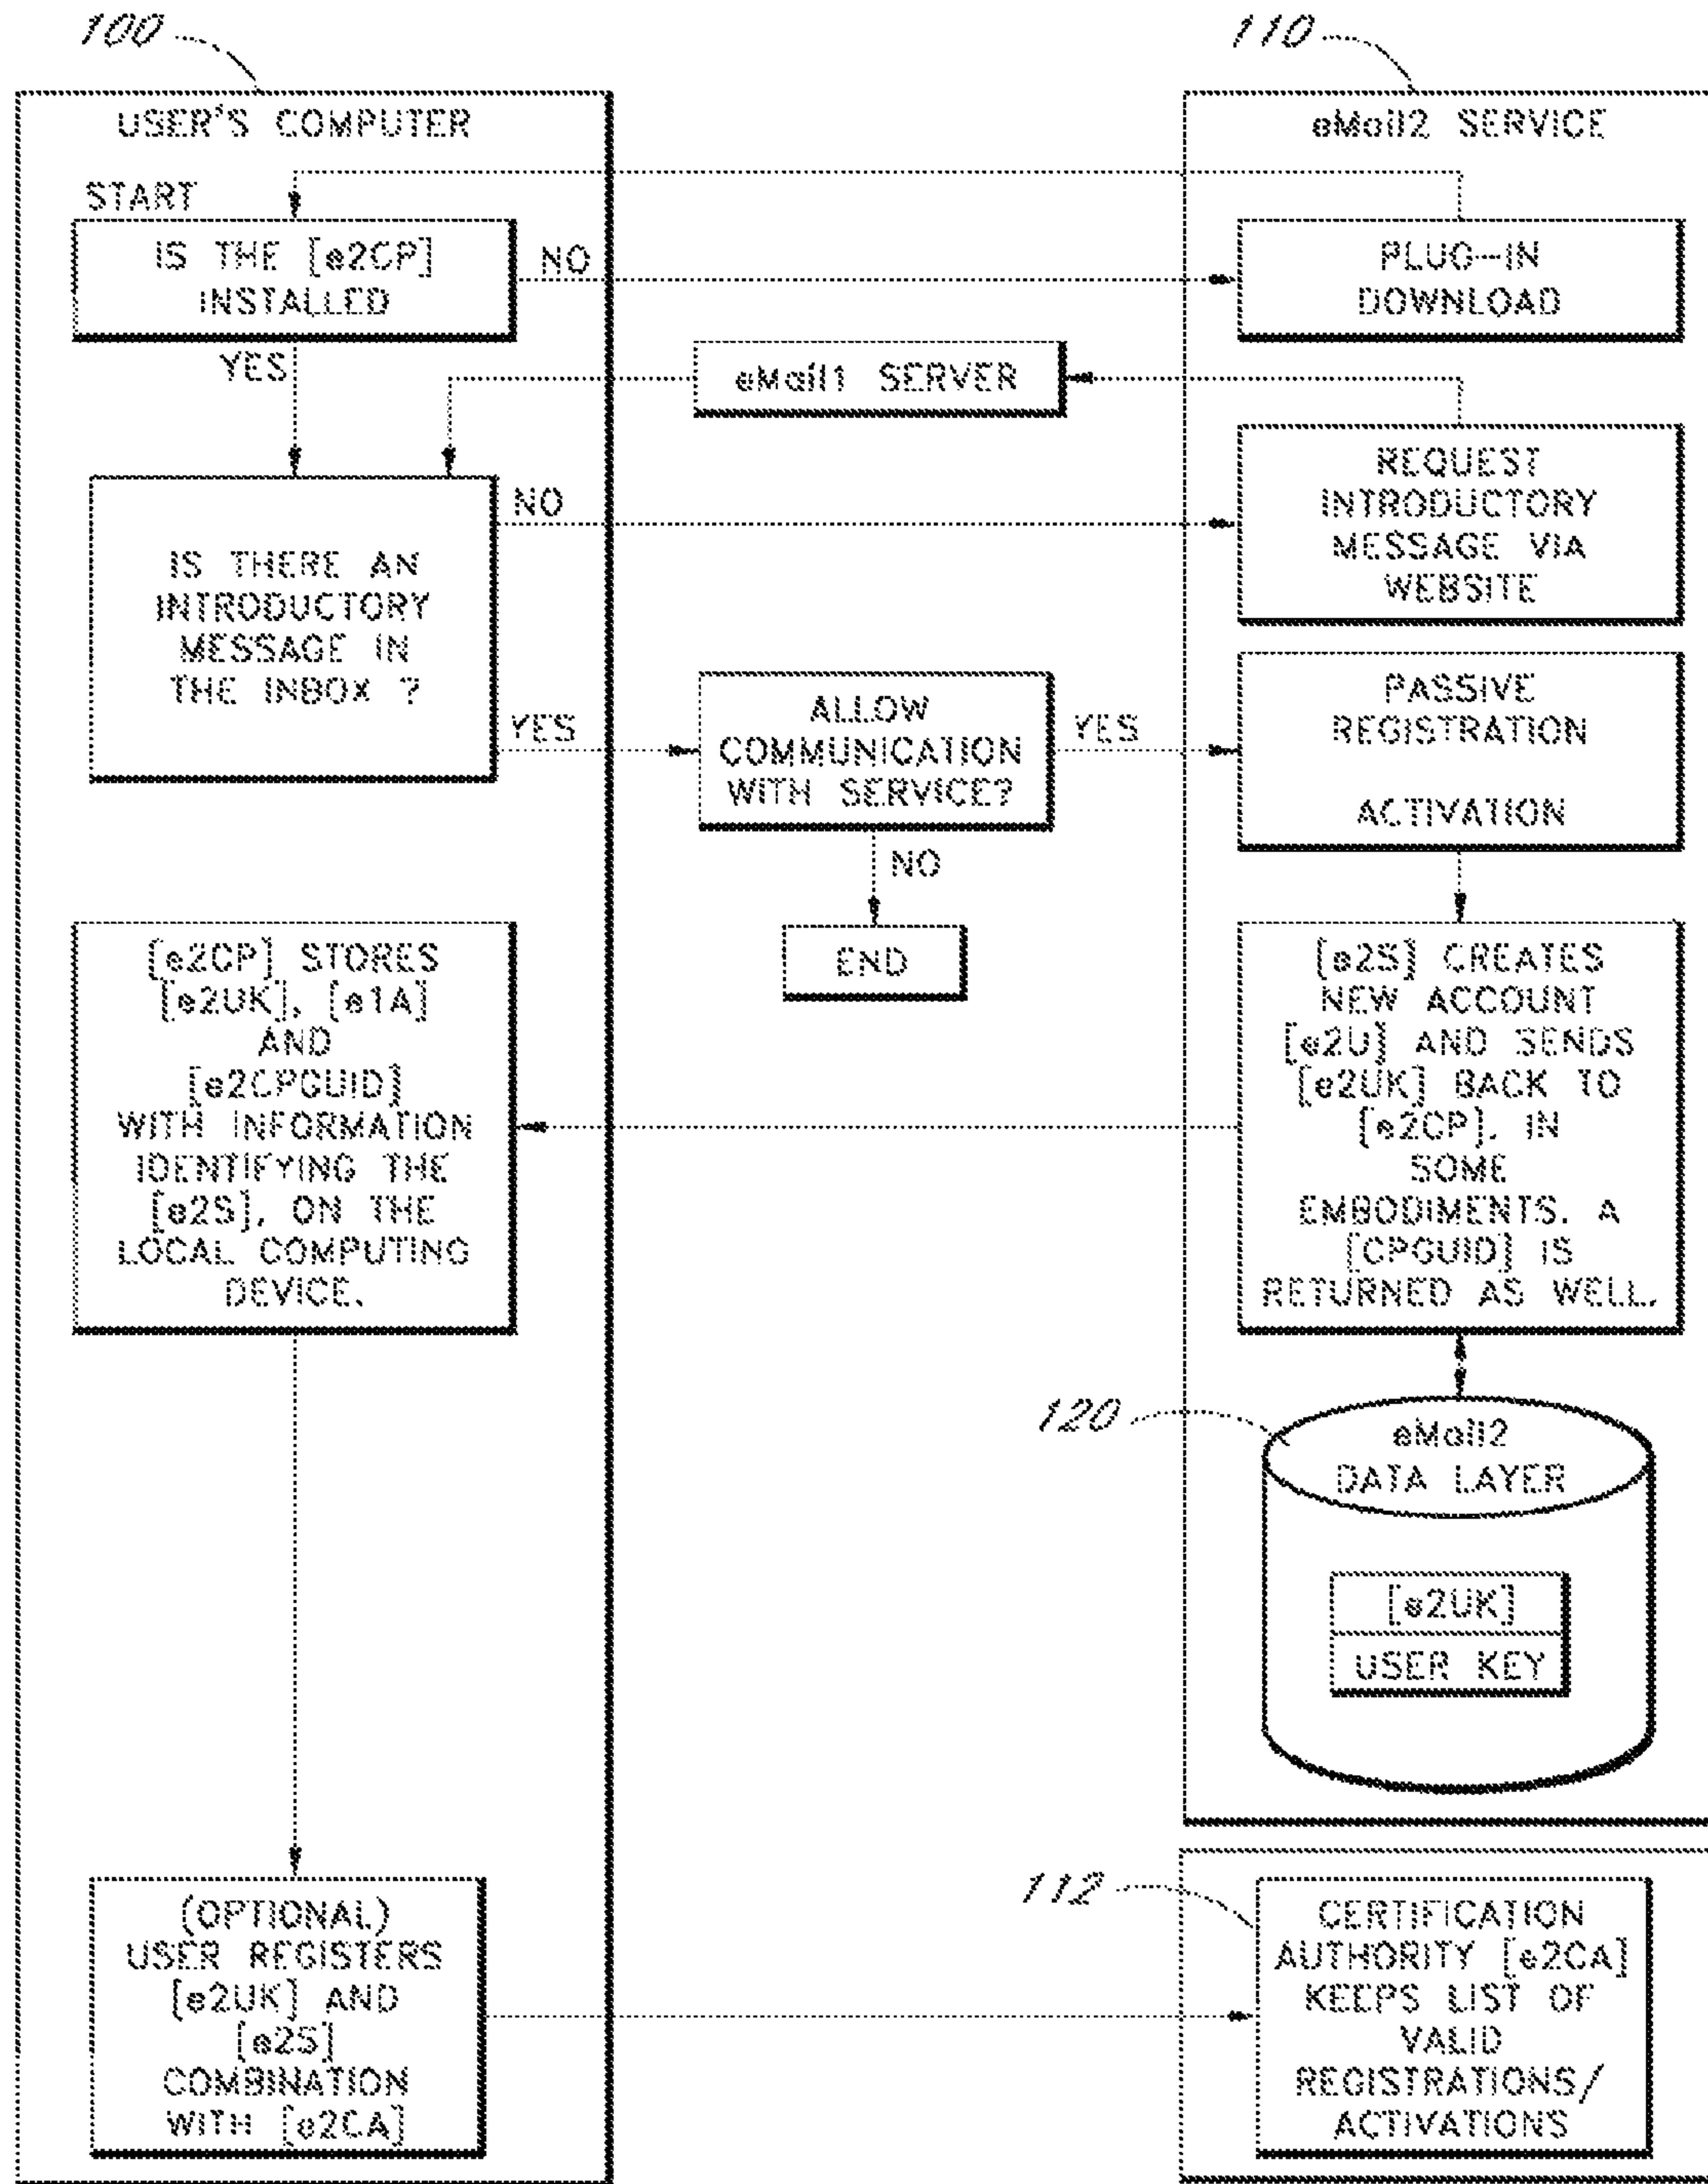 100
110
USER'S COMPUTER
eMail2 SERVICE
START
IS THE [e2CP]
INSTALLED
NO
PLUG-IN
DOWNLOAD
YES
eMail1 SERVER
REQUEST
INTRODUCTORY
MESSAGE VIA
WEBSITE
NO
IS THERE AN
INTRODUCTORY
MESSAGE IN
THE INBOX ?
YES
ALLOW
COMMUNICATION
WITH SERVICE?
YES
PASSIVE
REGISTRATION
ACTIVATION
NO
END
[e2CP] STORES
[e2UK], [e1A]
AND
[e2CPGUID]
WITH INFORMATION
IDENTIFYING THE
[e2S], ON THE
LOCAL COMPUTING
DEVICE.
[e2S] CREATES
NEW ACCOUNT
[e2U] AND SENDS
[e2UK] BACK TO
[e2CP]. IN
SOME
EMBODIMENTS. A
[CPGUID] IS
RETURNED AS WELL.
120
eMail2
DATA LAYER
[e2UK]
USER KEY
(OPTIONAL)
USER REGISTERS
[e2UK] AND
[e2S]
COMBINATION
WITH [e2CA]
112
CERTIFICATION
AUTHORITY [e2CA]
KEEPS LIST OF
VALID
REGISTRATIONS/
ACTIVATIONS